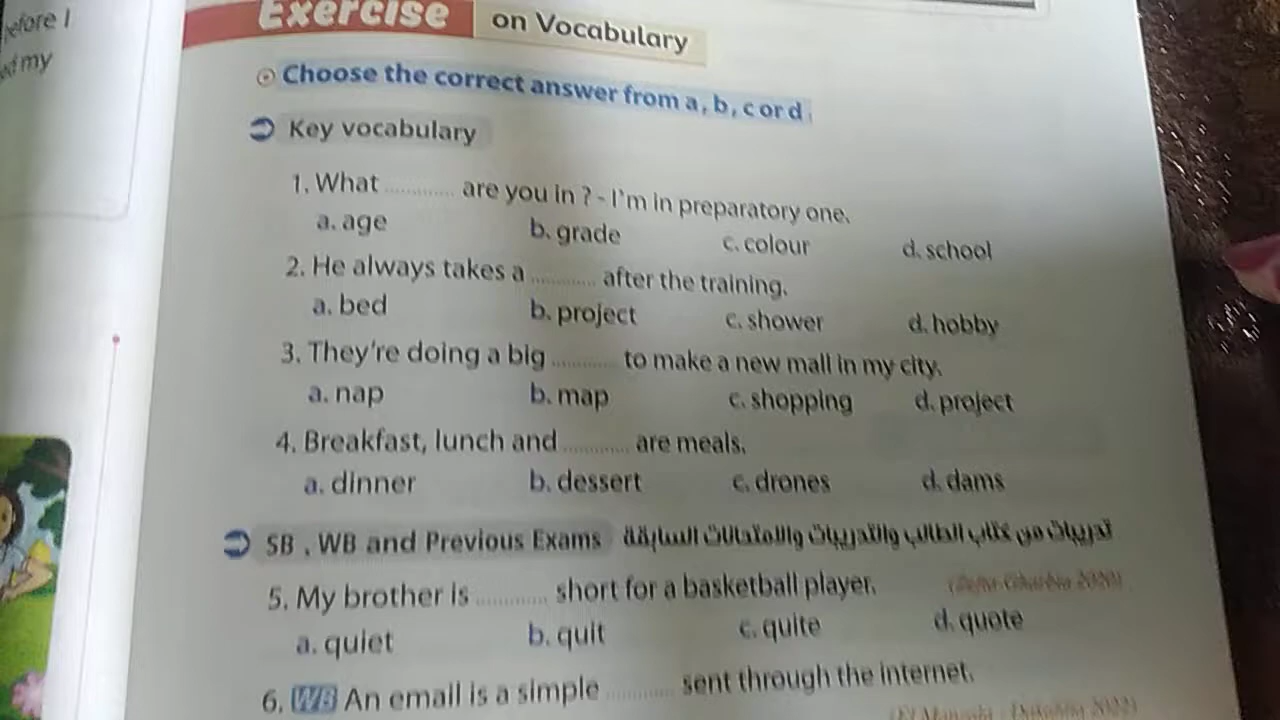 efore I
ed my
Exercise on Vocabulary
Choose the correct answer from a, b, c or d.
Key vocabulary
1. What ............ are you in ? - I'm in preparatory one.
a. age b. grade c. colour d. school
2. He always takes a ............ after the training.
a. bed b. project c. shower d. hobby
3. They're doing a big ............ to make a new mall in my city.
a. nap b. map c. shopping d. project
4. Breakfast, lunch and ............ are meals.
a. dinner b. dessert c. drones d. dams
SB , WB and Previous Exams تدريبات من كتاب الطالب والتدريبات والامتحانات السابقة
5. My brother is ............ short for a basketball player.
a. quiet b. quit c. quite d. quote
6. WB An email is a simple ............ sent through the internet.